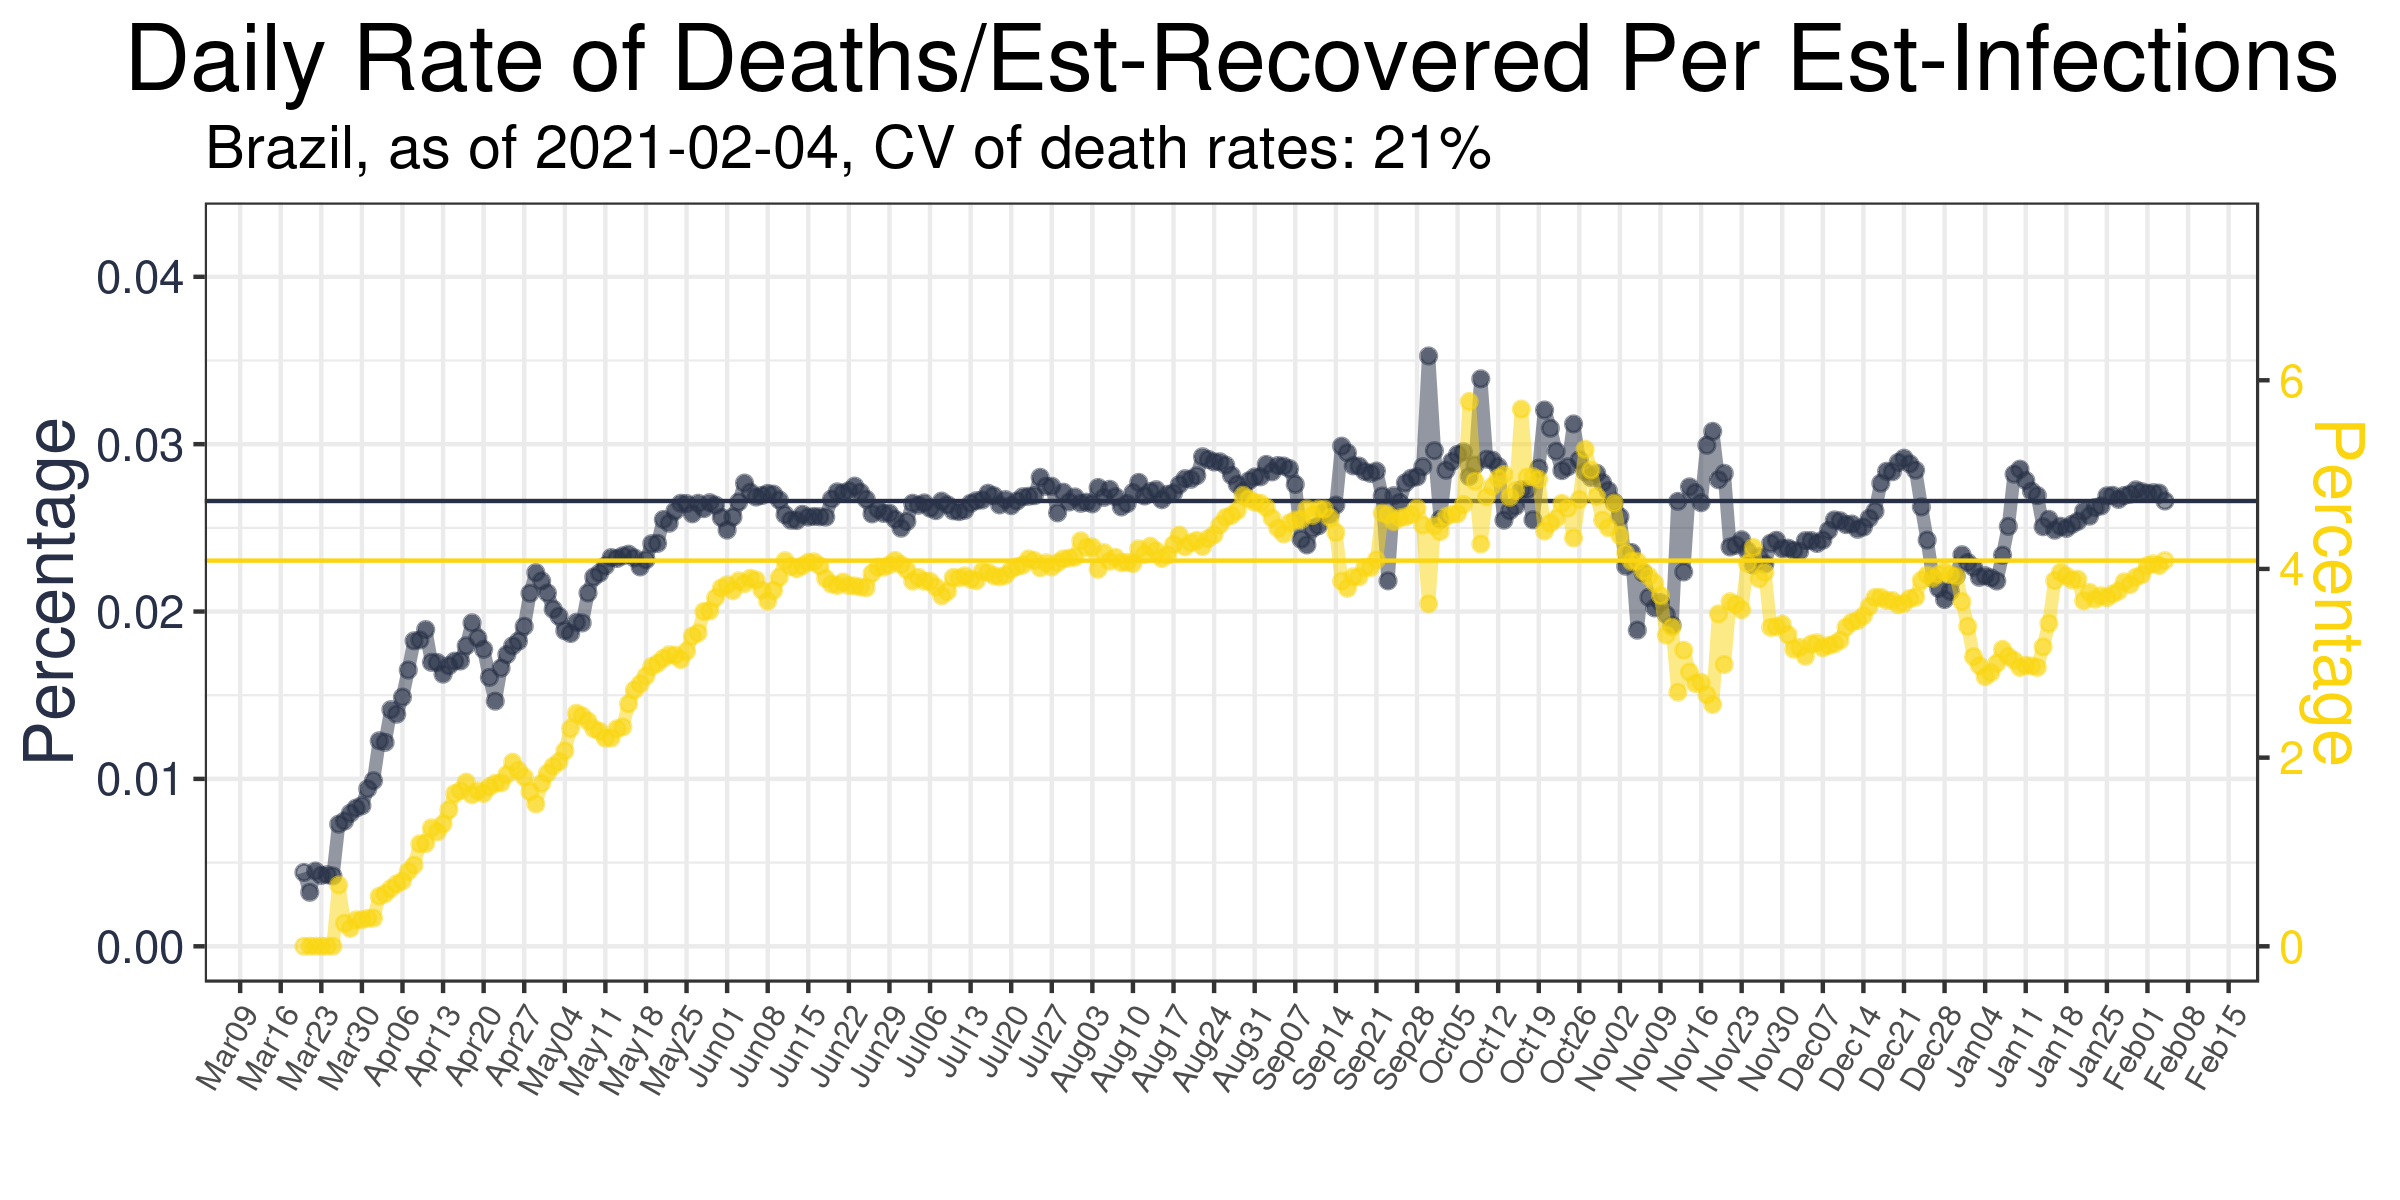 Daily Rate of Deaths/Est-Recovered Per Est-Infections
Brazil, as of 2021-02-04, CV of death rates: 21%
Percentage
0.04
0.03
0.02
0.01
0.00
6
4
2
0
Percentage
Mar09 Mar16 Mar23 Mar30 Apr06 Apr13 Apr20 Apr27 May04 May11 May18 May25 Jun01 Jun08 Jun15 Jun22 Jun29 Jul06 Jul13 Jul20 Jul27 Aug03 Aug10 Aug17 Aug24 Aug31 Sep07 Sep14 Sep21 Sep28 Oct05 Oct12 Oct19 Oct26 Nov02 Nov09 Nov16 Nov23 Nov30 Dec07 Dec14 Dec21 Dec28 Jan04 Jan11 Jan18 Jan25 Feb01 Feb08 Feb15